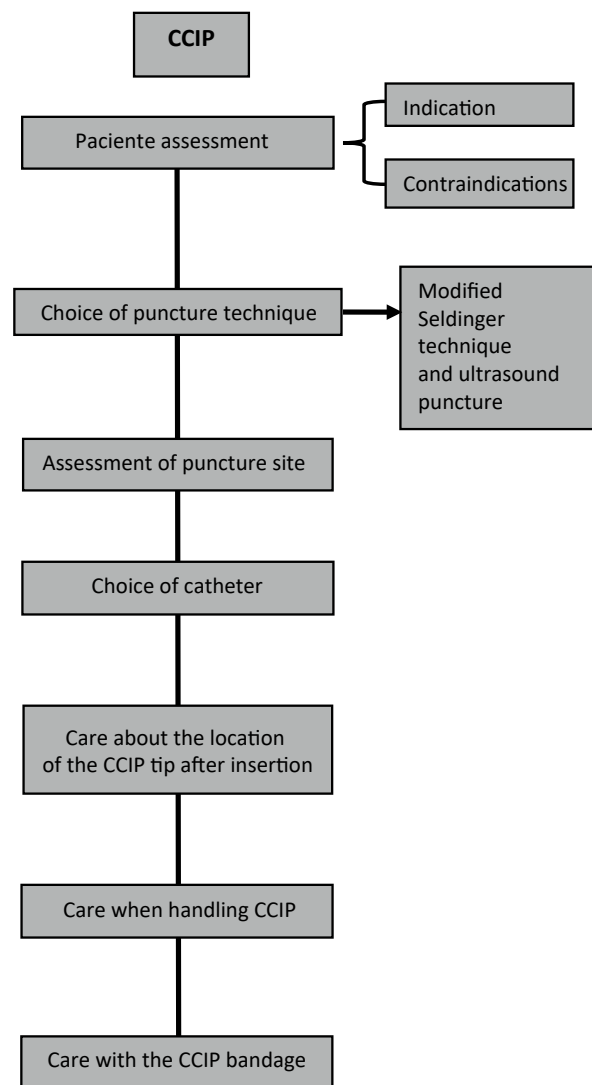 CCIP
Paciente assessment
Indication
Contraindications
Choice of puncture technique
Modified
Seldinger
technique
and ultrasound
puncture
Assessment of puncture site
Choice of catheter
Care about the location
of the CCIP tip after insertion
Care when handling CCIP
Care with the CCIP bandage